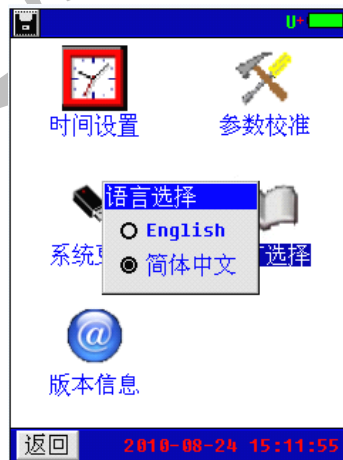 U+
时间设置
参数校准
语言选择
English
系统
选择
简体中文
版本信息
返回
2010-08-24 15:11:55